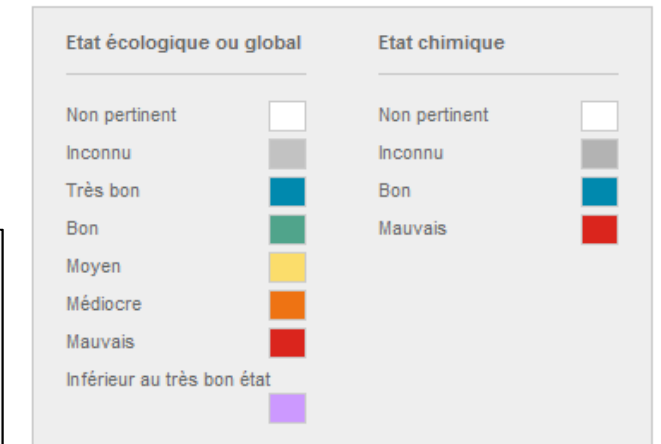 Etat écologique ou global
Non pertinent
Inconnu
Très bon
Bon
Moyen
Médiocre
Mauvais
Inférieur au très bon état
Etat chimique
Non pertinent
Inconnu
Bon
Mauvais